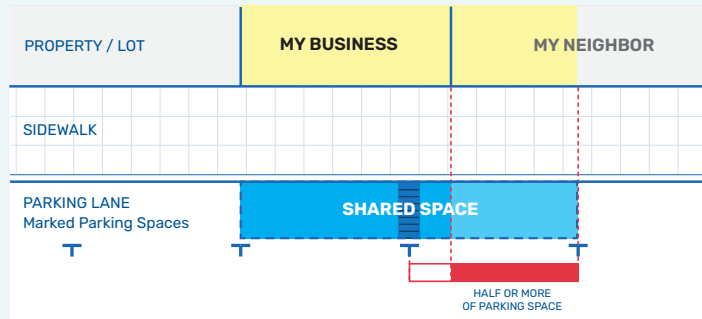 PROPERTY / LOT
MY BUSINESS
MY NEIGHBOR
SIDEWALK
PARKING LANE
Marked Parking Spaces
SHARED SPACE
HALF OR MORE
OF PARKING SPACE